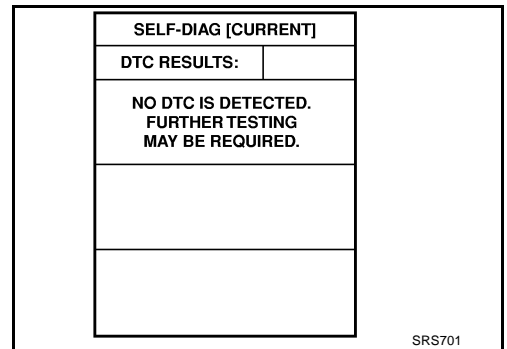 SELF-DIAG [CURRENT]
DTC RESULTS:
NO DTC IS DETECTED.
FURTHER TESTING
MAY BE REQUIRED.
SRS701